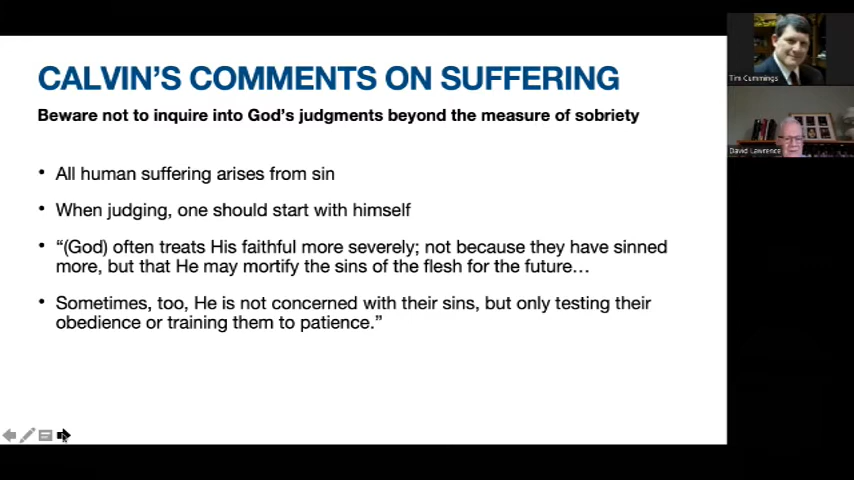 CALVIN'S COMMENTS ON SUFFERING
Beware not to inquire into God's judgments beyond the measure of sobriety
• All human suffering arises from sin
• When judging, one should start with himself
• “(God) often treats His faithful more severely; not because they have sinned
more, but that He may mortify the sins of the flesh for the future…
• Sometimes, too, He is not concerned with their sins, but only testing their
obedience or training them to patience.”
Tim Cummings
David Lawrence